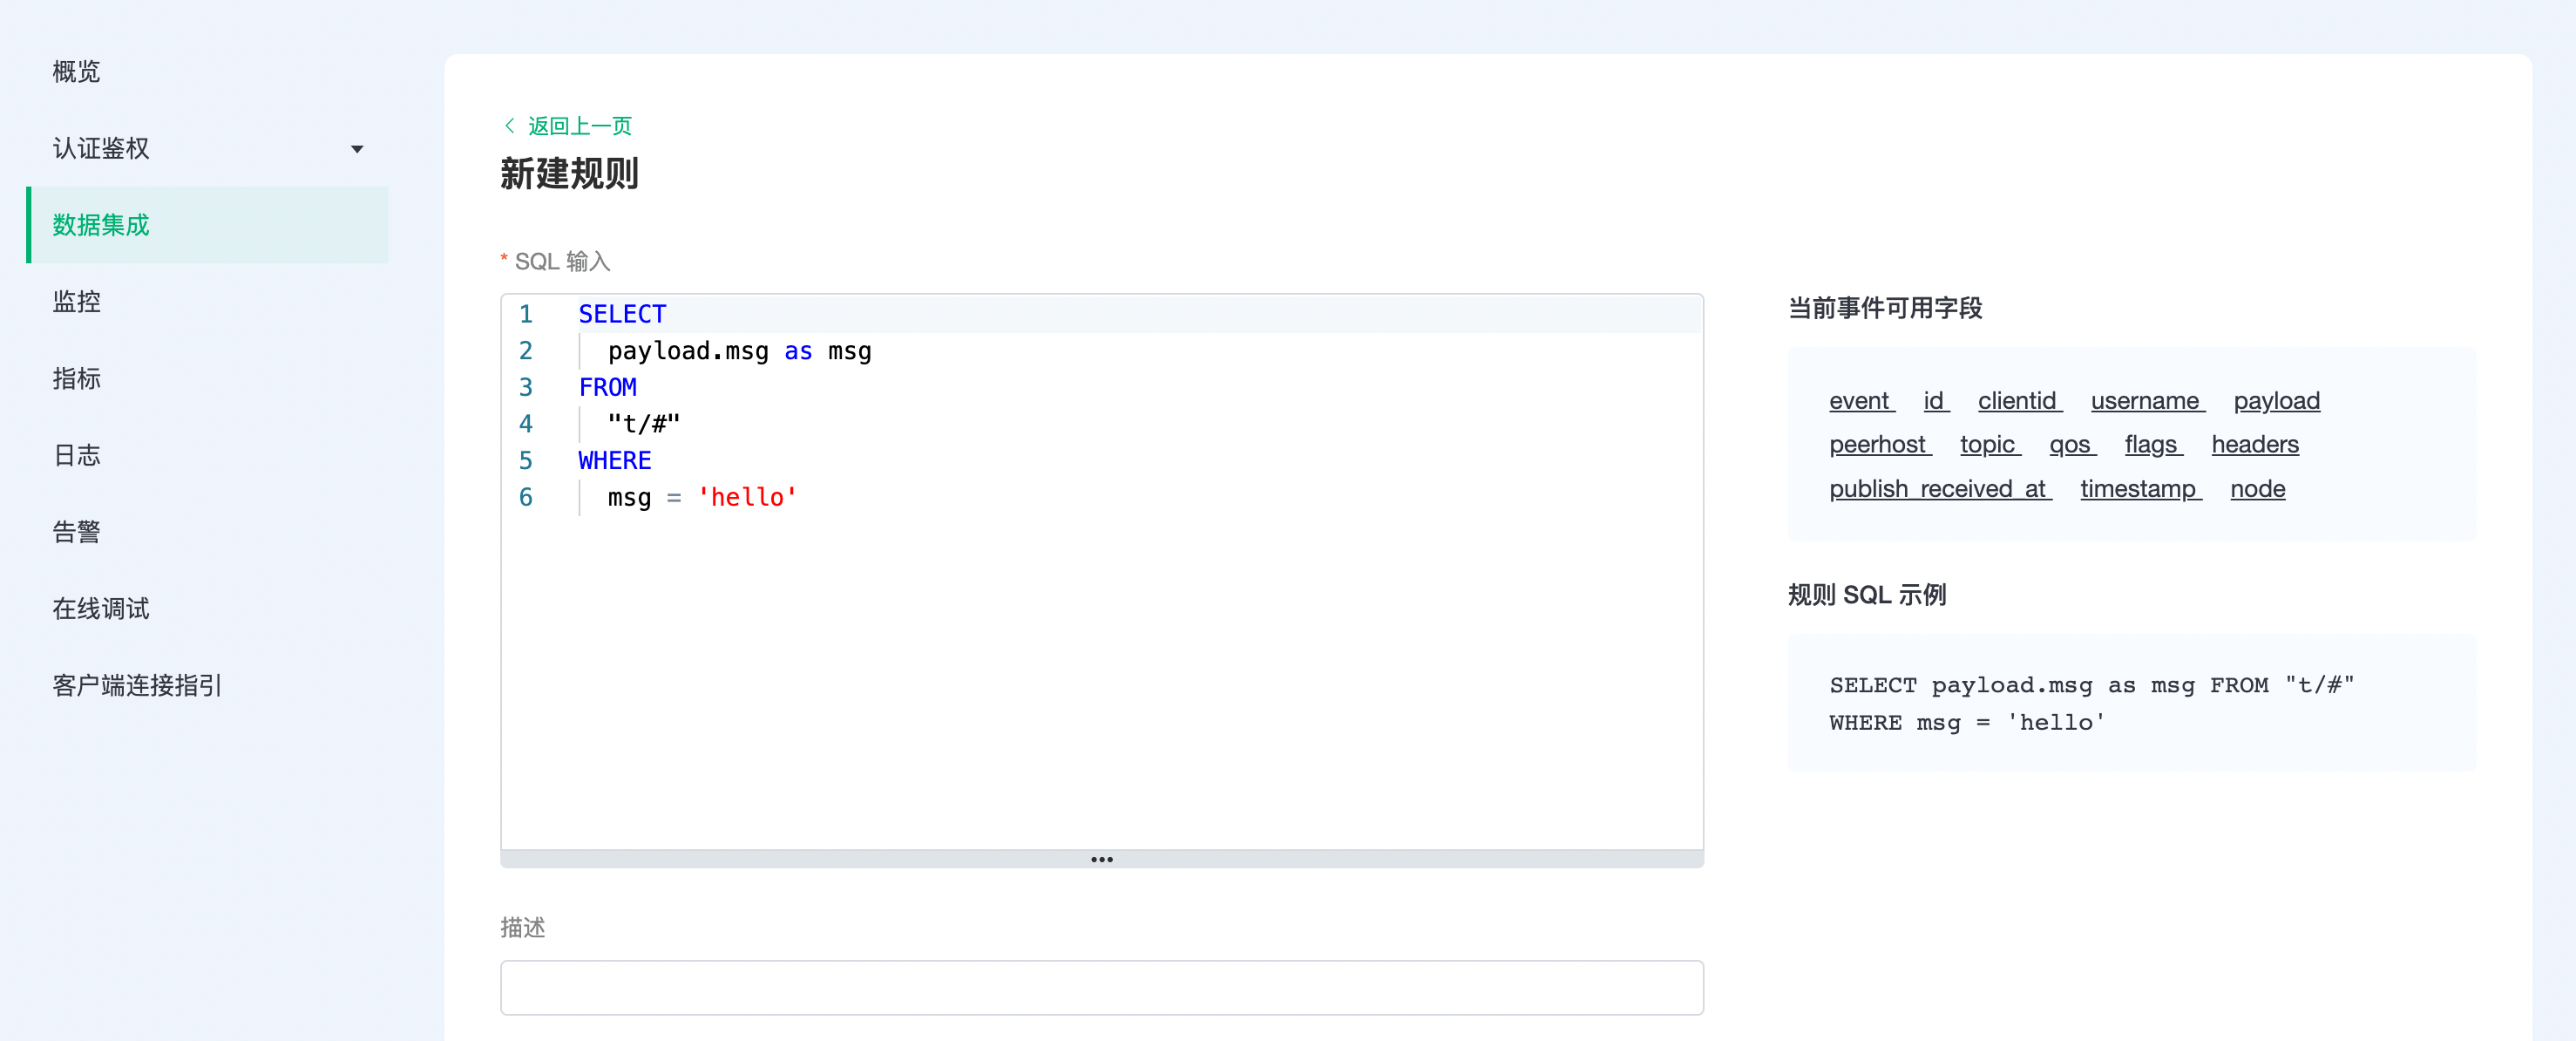 概览
认证鉴权
数据集成
监控
指标
日志
告警
在线调试
客户端连接指引
返回上一页
新建规则
* SQL 输入
1 SELECT
2 payload.msg as msg
3 FROM
4 "t/#"
5 WHERE
6 msg = 'hello'
描述
当前事件可用字段
event id clientid username payload
peerhost topic qos flags headers
publish_received_at timestamp node
规则 SQL 示例
SELECT payload.msg as msg FROM "t/#"
WHERE msg = 'hello'